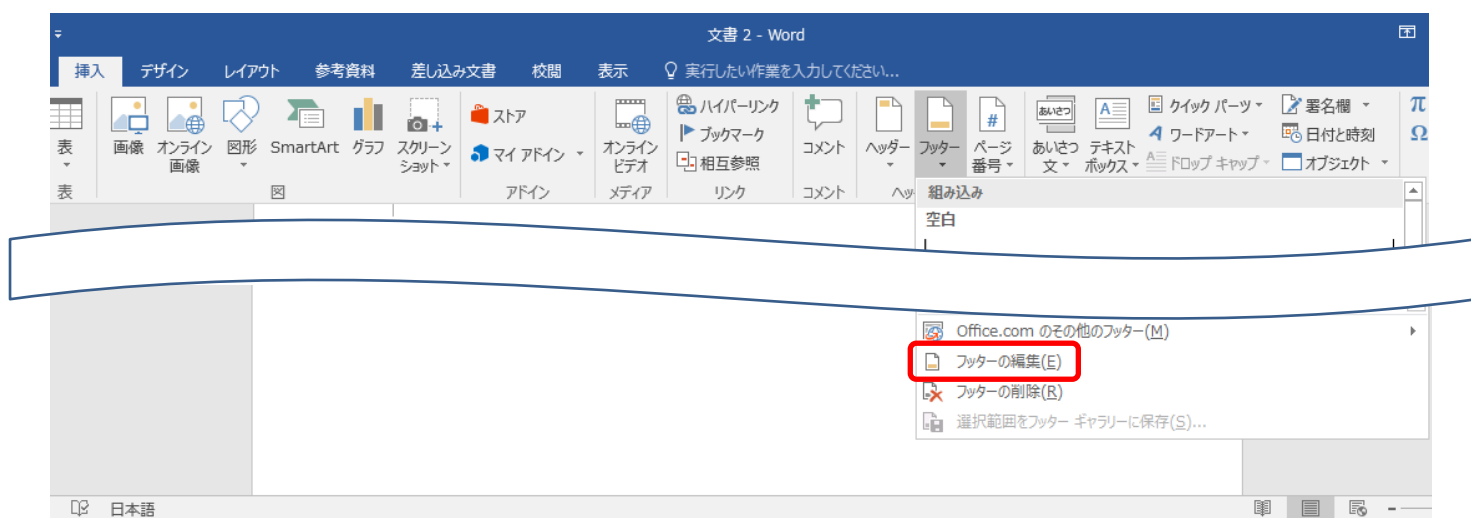 文書 2 - Word
挿入 デザイン レイアウト 参考資料 差し込み文書 校閲 表示 実行したい作業を入力してください...
表
画像
オンライン
画像
図形
SmartArt
グラフ
スクリーン
ショット
ストア
マイ アドイン
オンライン
ビデオ
ハイパーリンク
ブックマーク
相互参照
コメント
ヘッダー
フッター
#
ページ
番号
あいさつ
あいさつ
文
A
テキスト
ボックス
クイック パーツ
A ワードアート
ドロップ キャップ
署名欄
日付と時刻
オブジェクト
π
Ω
表 図 アドイン メディア リンク コメント ヘッ
組み込み
空白
Office.com のその他のフッター(M)
フッターの編集(E)
フッターの削除(R)
選択範囲をフッター ギャラリーに保存(S)...
日本語